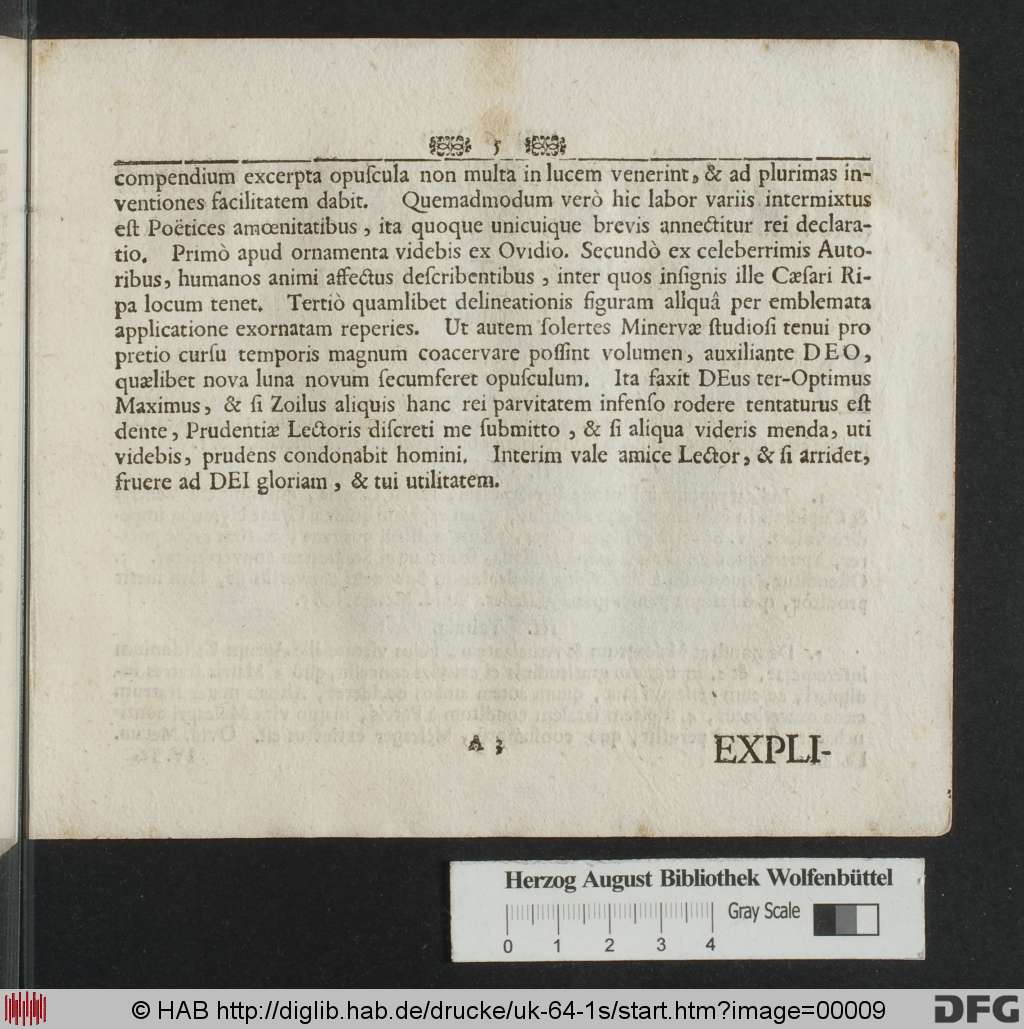 5
compendium excerpta opuſcula non multa in lucem venerint, & ad plurimas in-
ventiones facilitatem dabit. Quemadmodum verò hic labor variis intermixtus
eſt Poëtices amœnitatibus, ita quoque unicuique brevis annectitur rei declara-
tio. Primò apud ornamenta videbis ex Ovidio. Secundò ex celeberrimis Auto-
ribus, humanos animi affectus deſcribentibus, inter quos inſignis ille Cæſari Ri-
pa locum tenet. Tertiò quamlibet delineationis figuram aliquâ per emblemata
applicatione exornatam reperies. Ut autem ſolertes Minervæ ſtudioſi tenui pro
pretio curſu temporis magnum coacervare poſſint volumen, auxiliante DEO,
quælibet nova luna novum ſecumferet opuſculum. Ita faxit DEus ter-Optimus
Maximus, & ſi Zoilus aliquis hanc rei parvitatem infenſo rodere tentaturus eſt
dente, Prudentiæ Lectoris diſcreti me ſubmitto, & ſi aliqua videris menda, uti
videbis, prudens condonabit homini. Interim vale amice Lector, & ſi arridet,
fruere ad DEI gloriam, & tui utilitatem.
A 3
EXPLI-
Herzog August Bibliothek Wolfenbüttel
Gray Scale
0 1 2 3 4
© HAB http://diglib.hab.de/drucke/uk-64-1s/start.htm?image=00009
DFG